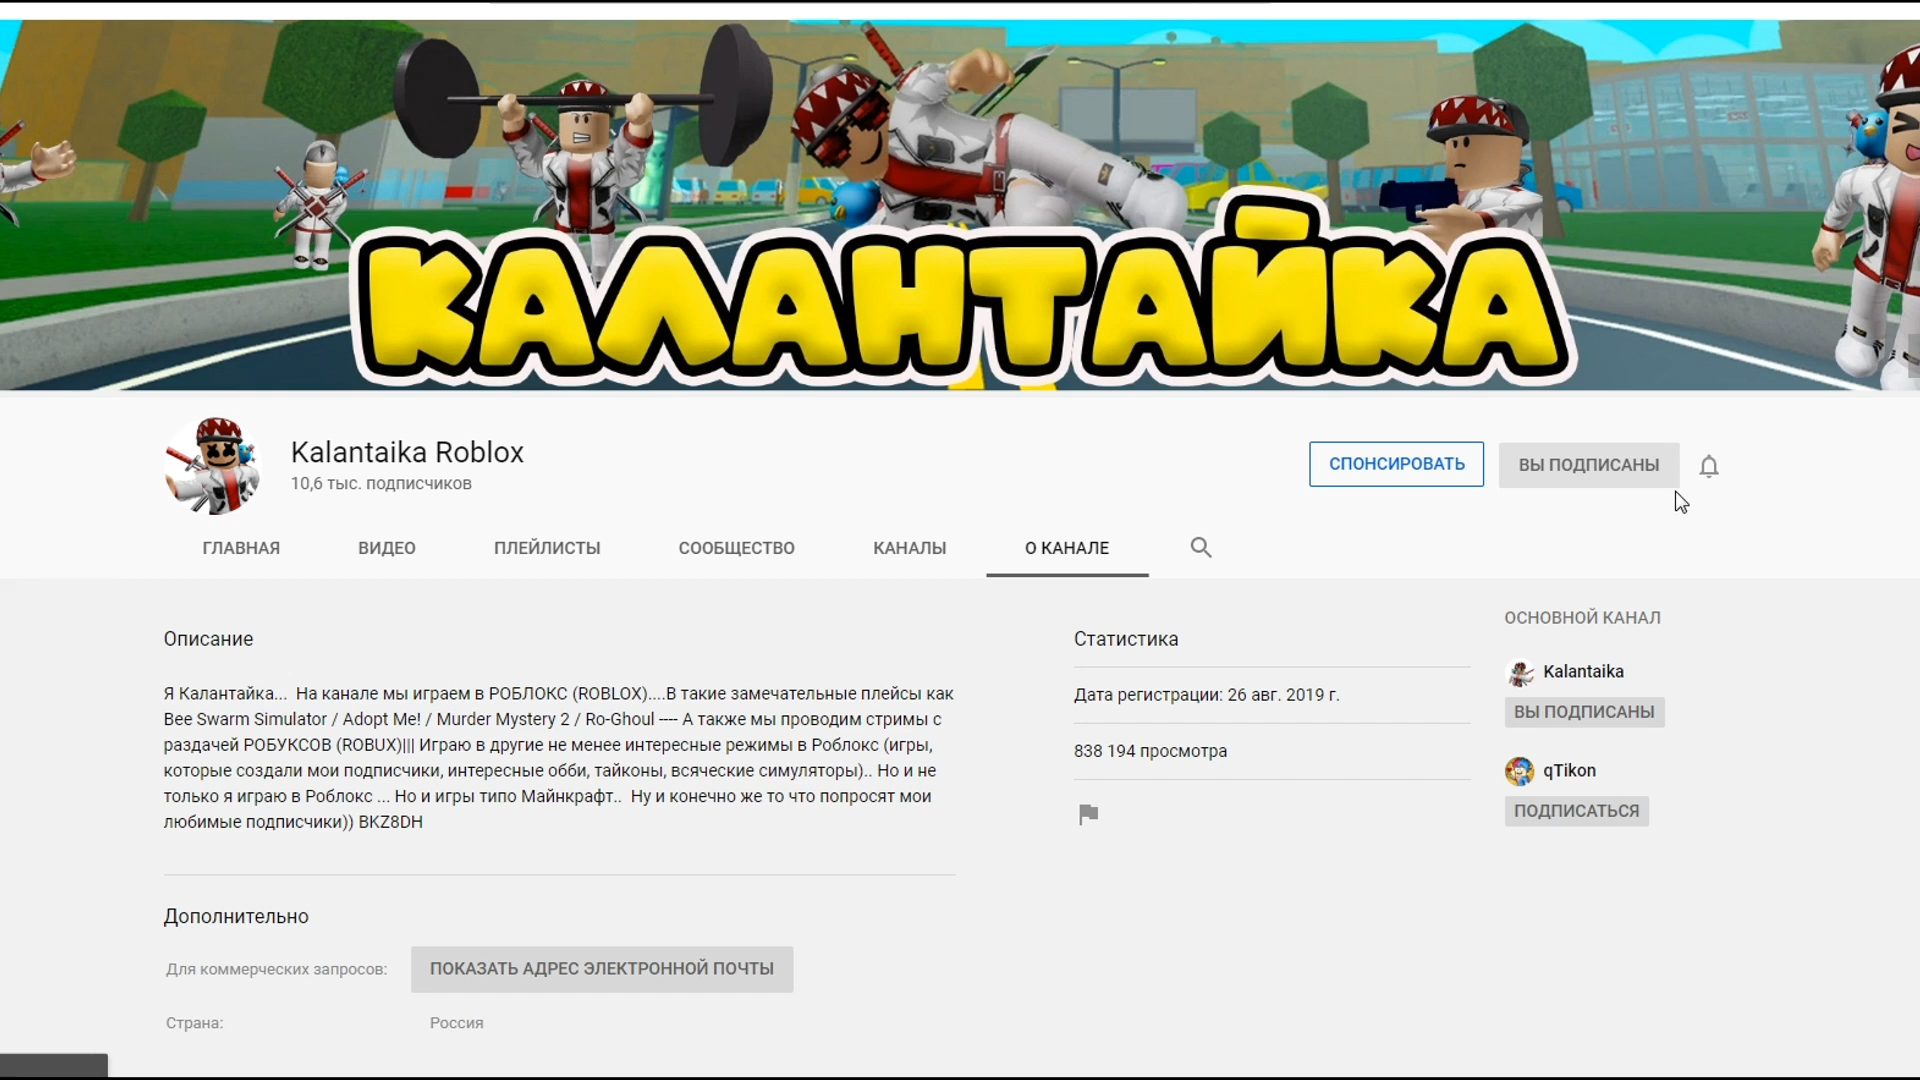 КАЛАНТАЙКА
Kalantaika Roblox
10,6 тыс. подписчиков
СПОНСИРОВАТЬ
ВЫ ПОДПИСАНЫ
ГЛАВНАЯ
ВИДЕО
ПЛЕЙЛИСТЫ
СООБЩЕСТВО
КАНАЛЫ
О КАНАЛЕ
Описание
Я Калантайка... На канале мы играем в РОБЛОКС (ROBLOX)....В такие замечательные плейсы как
Bee Swarm Simulator / Adopt Me! / Murder Mystery 2 / Ro-Ghoul ---- А также мы проводим стримы с
раздачей РОБУКСОВ (ROBUX)||| Играю в другие не менее интересные режимы в Роблокс (игры,
которые создали мои подписчики, интересные обби, тайконы, всяческие симуляторы).. Но и не
только я играю в Роблокс ... Но и игры типо Майнкрафт.. Ну и конечно же то что попросят мои
любимые подписчики)) BKZ8DH
Дополнительно
Для коммерческих запросов:
ПОКАЗАТЬ АДРЕС ЭЛЕКТРОННОЙ ПОЧТЫ
Страна:
Россия
Статистика
Дата регистрации: 26 авг. 2019 г.
838 194 просмотра
ОСНОВНОЙ КАНАЛ
Kalantaika
ВЫ ПОДПИСАНЫ
qTikon
ПОДПИСАТЬСЯ